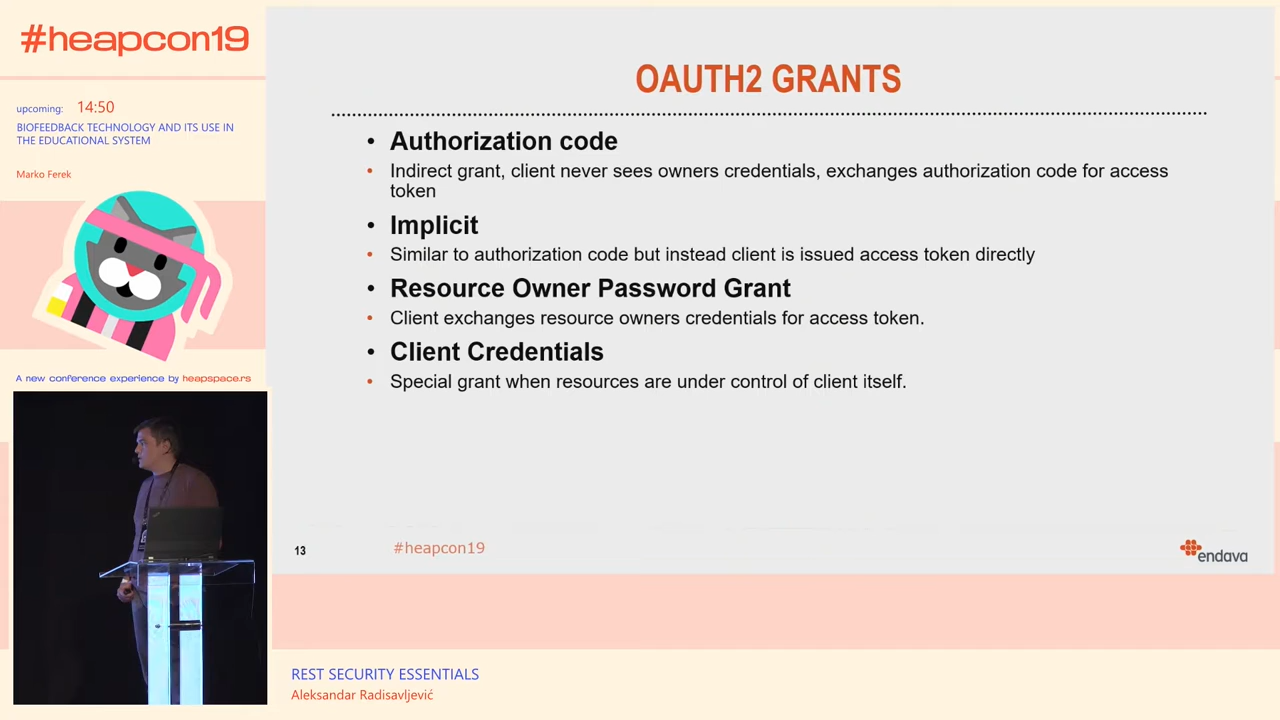 #heapcon19
upcoming: 14:50
BIOFEEDBACK TECHNOLOGY AND ITS USE IN
THE EDUCATIONAL SYSTEM
Marko Ferek
A new conference experience by heapspace.rs
OAUTH2 GRANTS
• Authorization code
• Indirect grant, client never sees owners credentials, exchanges authorization code for access
token
• Implicit
• Similar to authorization code but instead client is issued access token directly
• Resource Owner Password Grant
• Client exchanges resource owners credentials for access token.
• Client Credentials
• Special grant when resources are under control of client itself.
13
#heapcon19
endava
REST SECURITY ESSENTIALS
Aleksandar Radisavljević